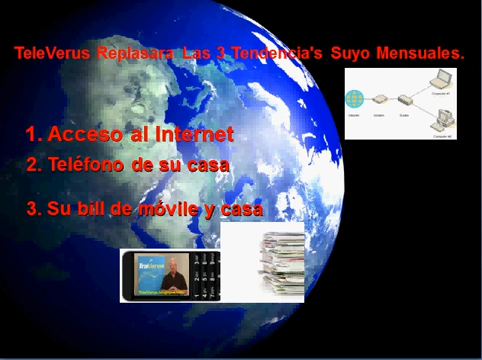 TeleVerus Replasara Las 3 Tendencia's Suyo Mensuales.
1. Acceso al Internet
2. Teléfono de su casa
3. Su bill de móvile y casa
TeleVerus